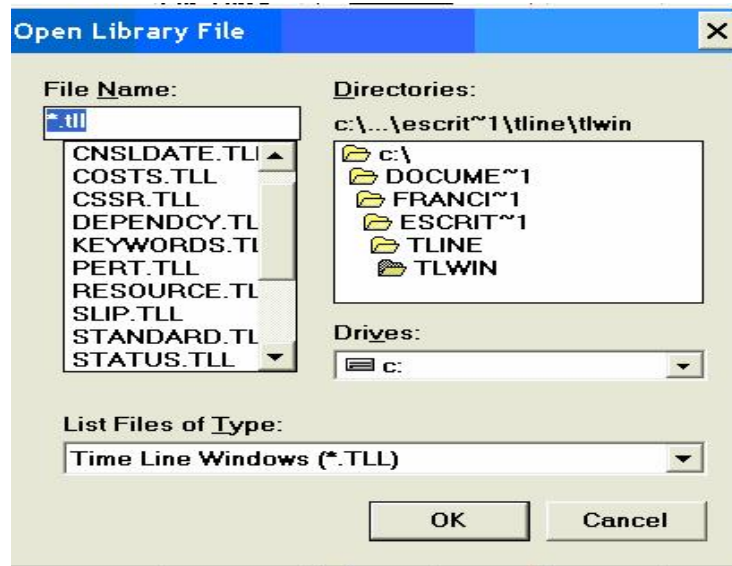 Open Library File
File Name:
*.tll
CNSLDATE.TLL
COSTS.TLL
CSSR.TLL
DEPENDCY.TL
KEYWORDS.TL
PERT.TLL
RESOURCE.TL
SLIP.TLL
STANDARD.TL
STATUS.TLL
Directories:
c:\...\escrit~1\tline\tlwin
c:\
DOCUME~1
FRANCI~1
ESCRIT~1
TLINE
TLWIN
Drives:
c:
List Files of Type:
Time Line Windows (*.TLL)
OK
Cancel